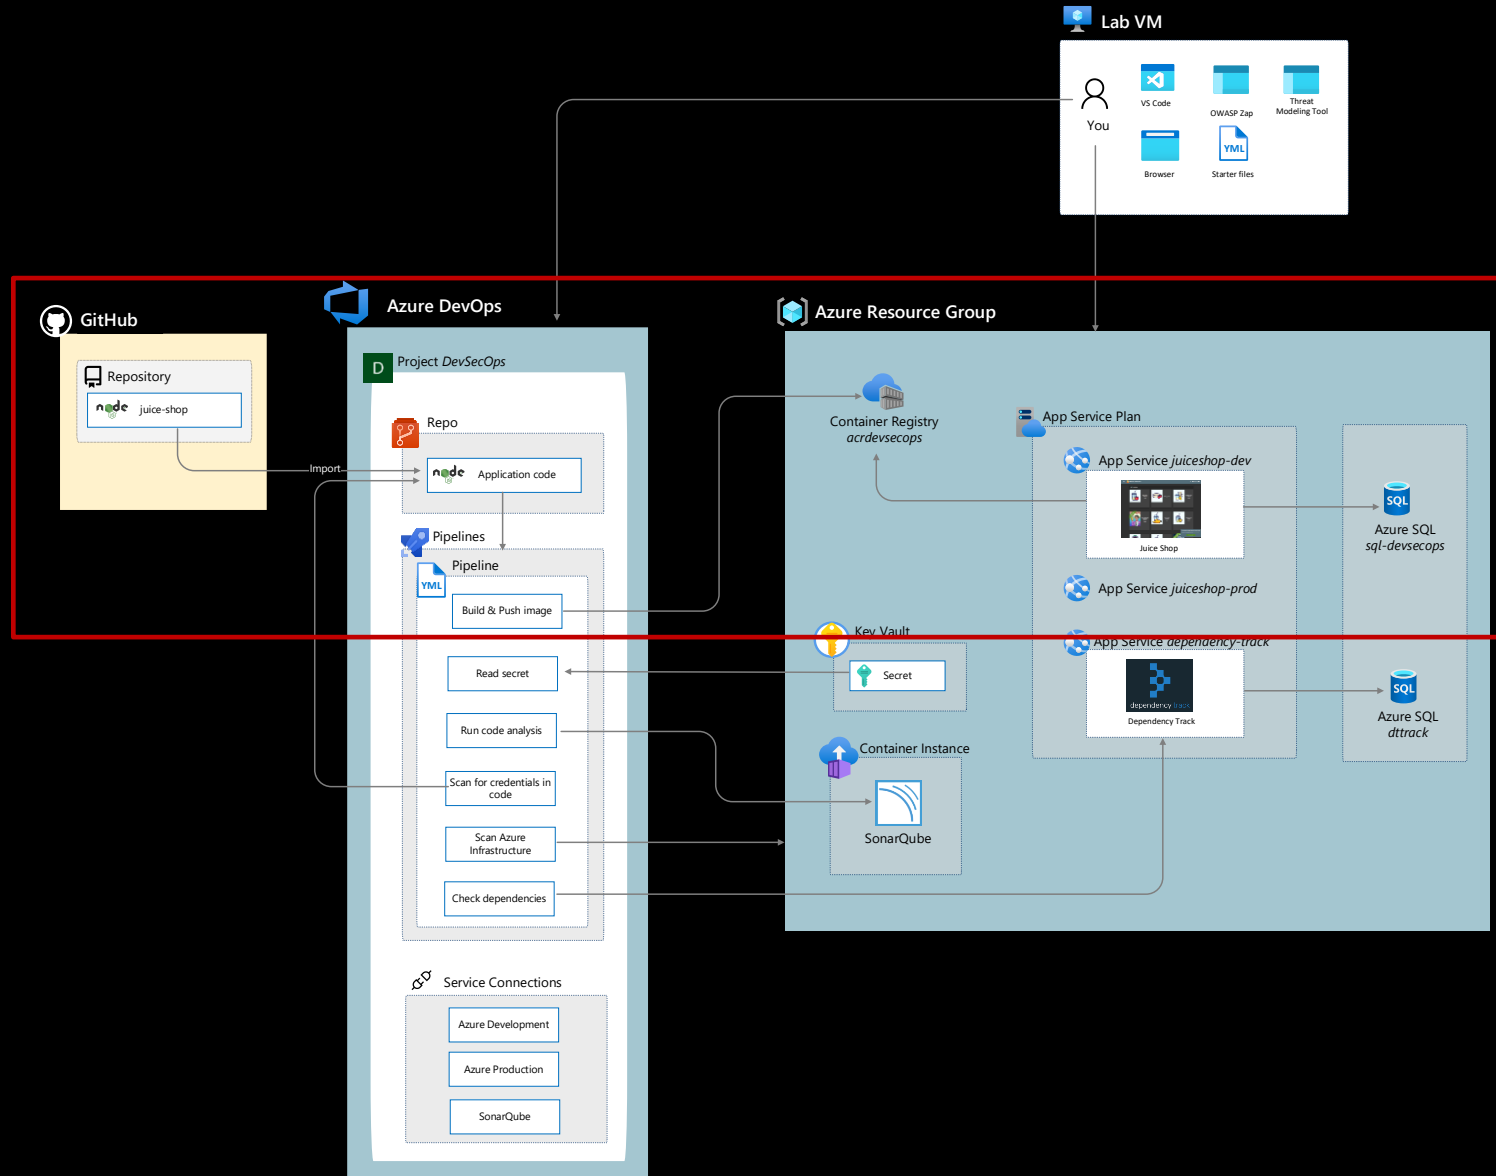 Lab VM
You
VS Code
OWASP Zap
Threat
Modeling Tool
Browser
YML
Starter files
GitHub
Repository
node
juice-shop
Import
Azure DevOps
D
Project DevSecOps
Repo
node
Application code
Pipelines
Pipeline
YML
Build & Push image
Read secret
Run code analysis
Scan for credentials in
code
Scan Azure
Infrastructure
Check dependencies
Service Connections
Azure Development
Azure Production
SonarQube
Azure Resource Group
Container Registry
acrdevsecops
App Service Plan
App Service juiceshop-dev
Juice Shop
App Service juiceshop-prod
App Service dependency-track
dependency track
Dependency Track
SQL
Azure SQL
sql-devsecops
SQL
Azure SQL
dttrack
Key Vault
Secret
Container Instance
SonarQube